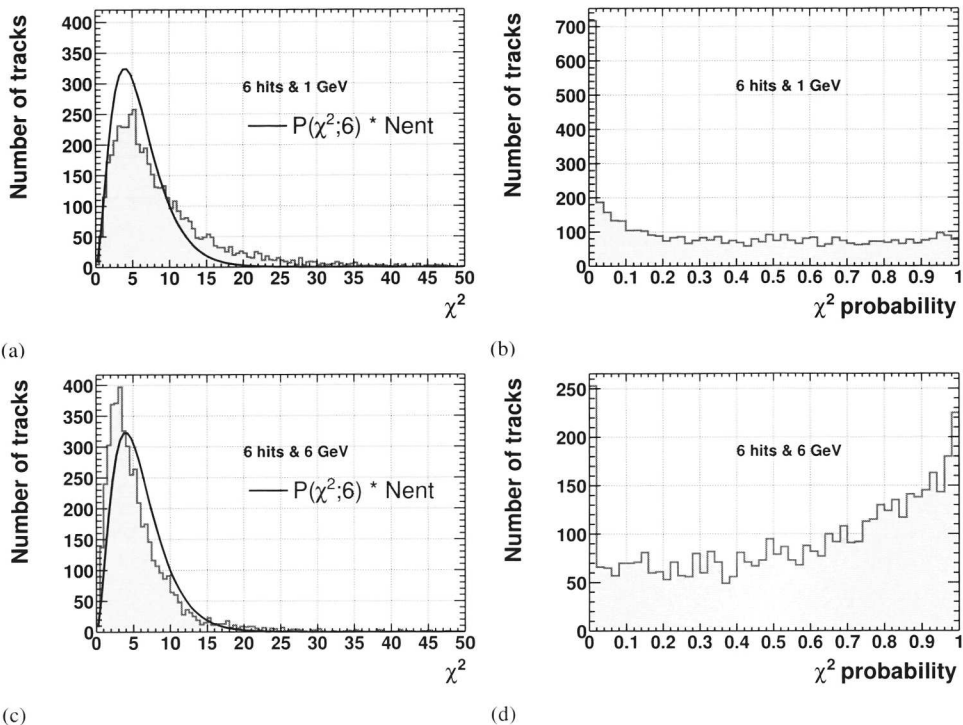 Number of tracks
400
350
300
250
200
150
100
50
0
6 hits & 1 GeV
P(χ²;6) * Nent
0 5 10 15 20 25 30 35 40 45 50
χ²
(a)
Number of tracks
700
600
500
400
300
200
100
0
6 hits & 1 GeV
0 0.1 0.2 0.3 0.4 0.5 0.6 0.7 0.8 0.9 1
χ² probability
(b)
Number of tracks
400
350
300
250
200
150
100
50
0
6 hits & 6 GeV
P(χ²;6) * Nent
0 5 10 15 20 25 30 35 40 45 50
χ²
(c)
Number of tracks
250
200
150
100
50
0
6 hits & 6 GeV
0 0.1 0.2 0.3 0.4 0.5 0.6 0.7 0.8 0.9 1
χ² probability
(d)